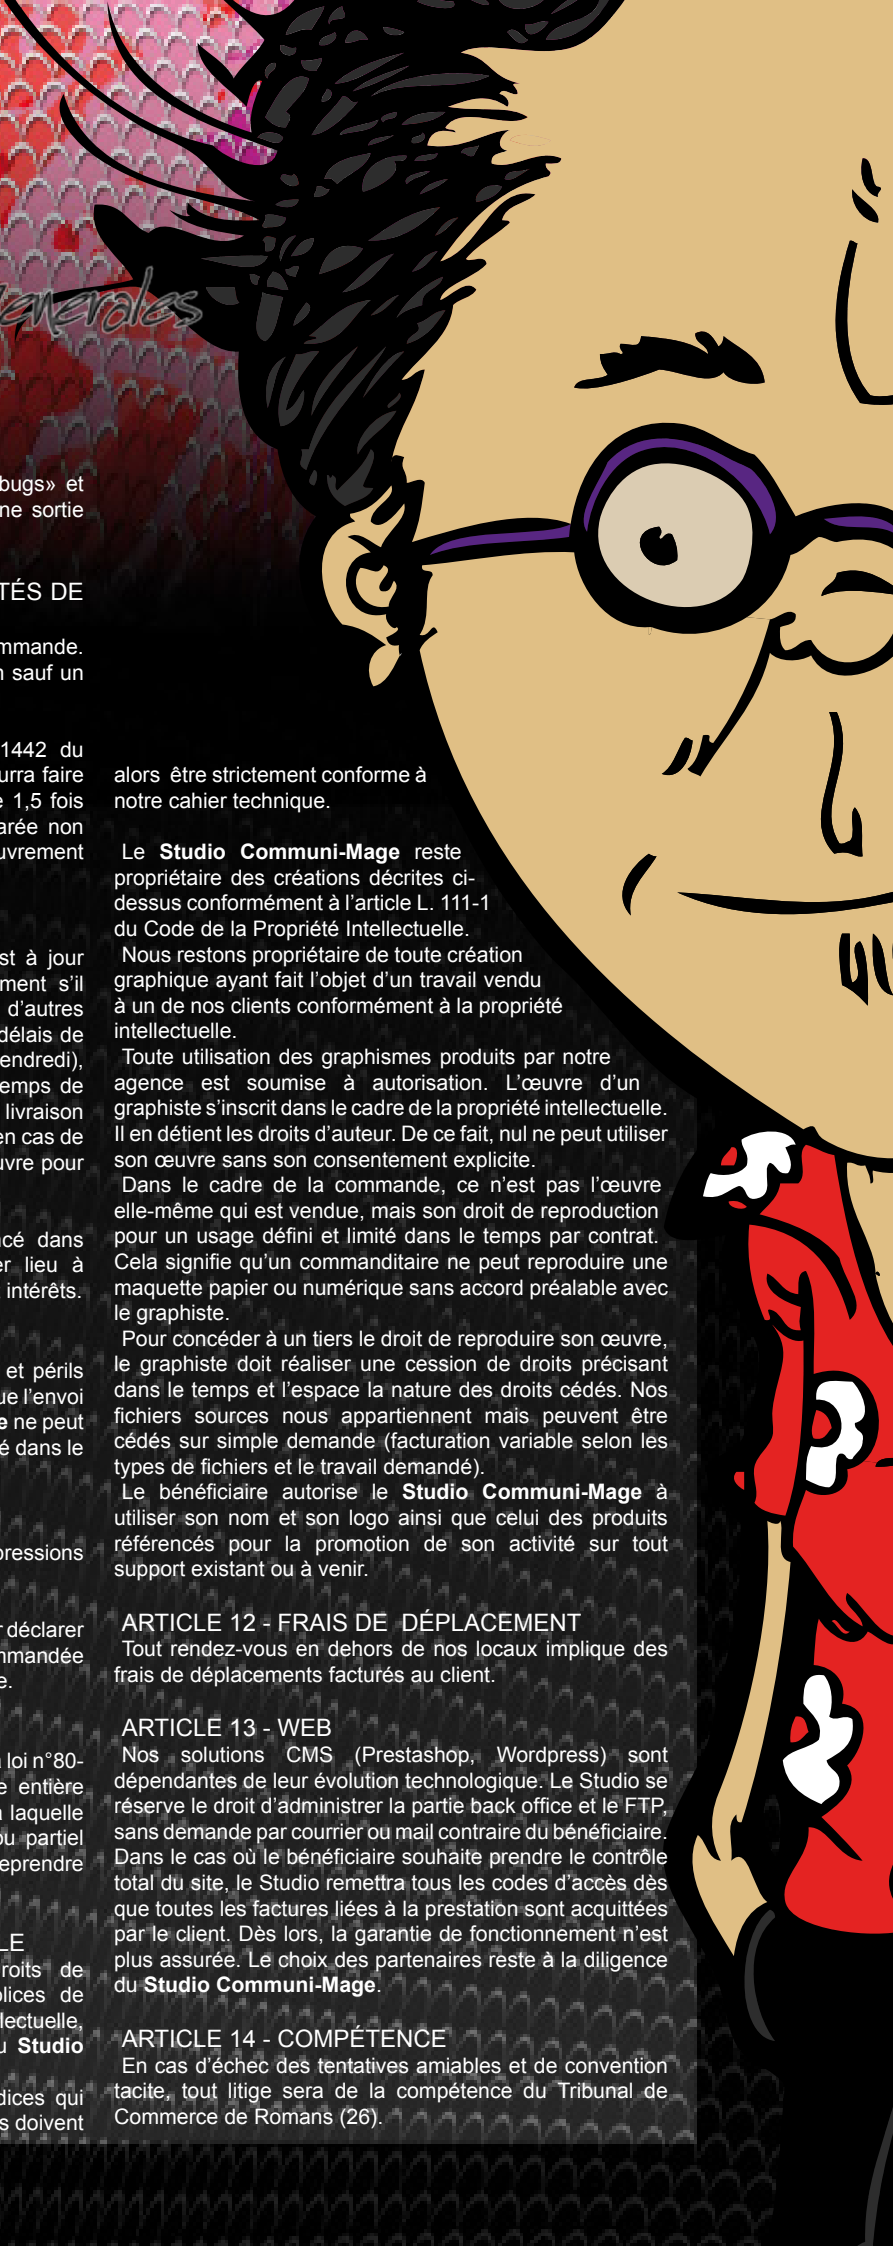 Generales
bugs» et
ne sortie
TÉS DE
mmande.
sauf un
1442 du
urra faire
1,5 fois
arée non
uvrement
st à jour
ment s'il
d'autres
délais de
endredi),
emps de
livraison
en cas de
uvre pour
cé dans
er lieu à
intérêts.
et périls
ue l'envoi
e ne peut
é dans le
pressions
r déclarer
mmandée
e.
loi n°80-
e entière
à laquelle
ou partiel
reprendre
LE
roits de
plices de
llectuelle,
u Studio
dices qui
s doivent
alors être strictement conforme à
notre cahier technique.
Le Studio Communi-Mage reste
propriétaire des créations décrites ci-
dessus conformément à l'article L. 111-1
du Code de la Propriété Intellectuelle.
Nous restons propriétaire de toute création
graphique ayant fait l'objet d'un travail vendu
à un de nos clients conformément à la propriété
intellectuelle.
Toute utilisation des graphismes produits par notre
agence est soumise à autorisation. L'œuvre d'un
graphiste s'inscrit dans le cadre de la propriété intellectuelle.
Il en détient les droits d'auteur. De ce fait, nul ne peut utiliser
son œuvre sans son consentement explicite.
Dans le cadre de la commande, ce n'est pas l'œuvre
elle-même qui est vendue, mais son droit de reproduction
pour un usage défini et limité dans le temps par contrat.
Cela signifie qu'un commanditaire ne peut reproduire une
maquette papier ou numérique sans accord préalable avec
le graphiste.
Pour concéder à un tiers le droit de reproduire son œuvre,
le graphiste doit réaliser une cession de droits précisant
dans le temps et l'espace la nature des droits cédés. Nos
fichiers sources nous appartiennent mais peuvent être
cédés sur simple demande (facturation variable selon les
types de fichiers et le travail demandé).
Le bénéficiaire autorise le Studio Communi-Mage à
utiliser son nom et son logo ainsi que celui des produits
référencés pour la promotion de son activité sur tout
support existant ou à venir.
ARTICLE 12 - FRAIS DE DÉPLACEMENT
Tout rendez-vous en dehors de nos locaux implique des
frais de déplacements facturés au client.
ARTICLE 13 - WEB
Nos solutions CMS (Prestashop, Wordpress) sont
dépendantes de leur évolution technologique. Le Studio se
réserve le droit d'administrer la partie back office et le FTP,
sans demande par courrier ou mail contraire du bénéficiaire.
Dans le cas où le bénéficiaire souhaite prendre le contrôle
total du site, le Studio remettra tous les codes d'accès dès
que toutes les factures liées à la prestation sont acquittées
par le client. Dès lors, la garantie de fonctionnement n'est
plus assurée. Le choix des partenaires reste à la diligence
du Studio Communi-Mage.
ARTICLE 14 - COMPÉTENCE
En cas d'échec des tentatives amiables et de convention
tacite, tout litige sera de la compétence du Tribunal de
Commerce de Romans (26).